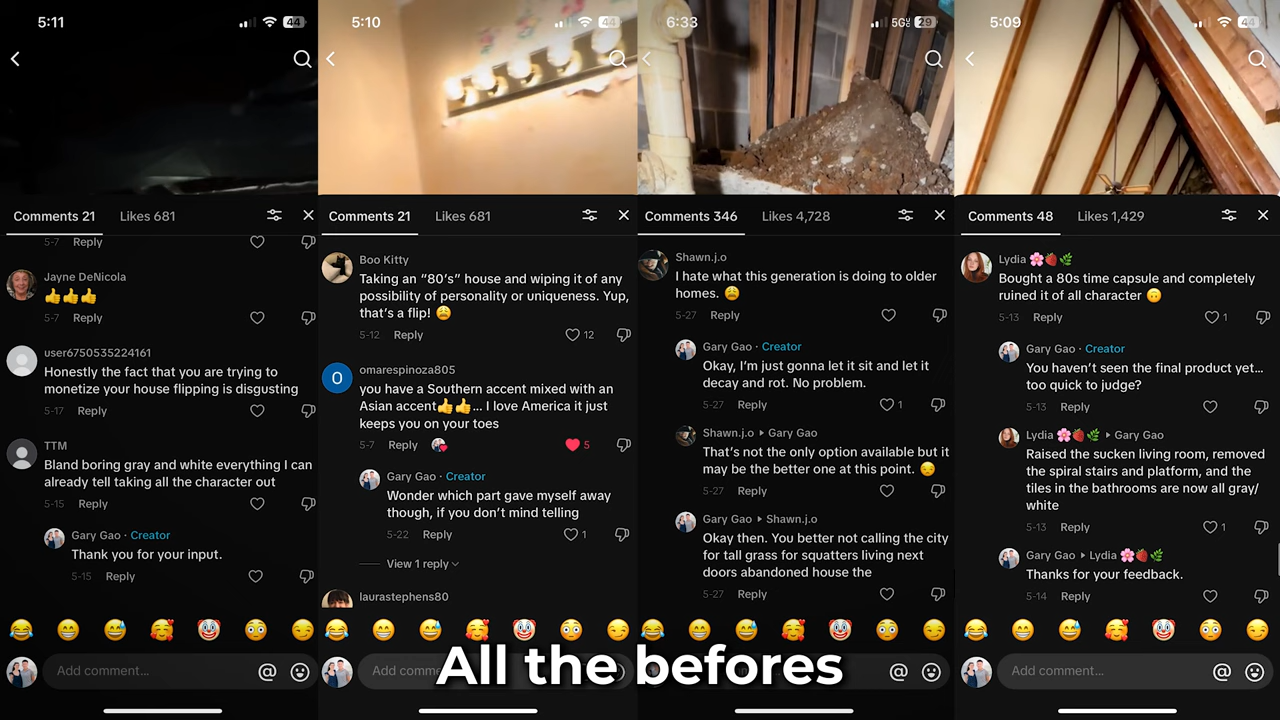 5:11
44
Comments 21
Likes 681
5-7 Reply
Jayne DeNicola
👍👍👍
5-7 Reply
user6750535224161
Honestly the fact that you are trying to
monetize your house flipping is disgusting
5-17 Reply
TTM
Bland boring gray and white everything I can
already tell taking all the character out
5-15 Reply
Gary Gao · Creator
Thank you for your input.
5-15 Reply
😂😁😅🥰🤡😳😏
Add comment...
@
5:10
44
Comments 21
Likes 681
Boo Kitty
Taking an “80’s” house and wiping it of any
possibility of personality or uniqueness. Yup,
that’s a flip! 😩
5-12 Reply
12
O
omarespinoza805
you have a Southern accent mixed with an
Asian accent👍👍... I love America it just
keeps you on your toes
5-7 Reply
5
Gary Gao · Creator
Wonder which part gave myself away
though, if you don’t mind telling
5-22 Reply
1
View 1 reply
laurastephens80
😂😁😅🥰🤡😳😏
Add comment...
6:33
5G
29
Comments 346
Likes 4,728
Shawn.j.o
I hate what this generation is doing to older
homes. 😩
5-27 Reply
Gary Gao · Creator
Okay, I’m just gonna let it sit and let it
decay and rot. No problem.
5-27 Reply
1
Shawn.j.o ▸ Gary Gao
That’s not the only option available but it
may be the better one at this point. 😒
5-27 Reply
Gary Gao ▸ Shawn.j.o
Okay then. You better not calling the city
for tall grass for squatters living next
doors abandoned house the
5-27 Reply
😂😁😅🥰🤡😳😏
@
5:09
44
Comments 48
Likes 1,429
Lydia 🌸🍓🌿
Bought a 80s time capsule and completely
ruined it of all character 🙃
5-13 Reply
1
Gary Gao · Creator
You haven’t seen the final product yet...
too quick to judge?
5-13 Reply
Lydia 🌸🍓🌿 ▸ Gary Gao
Raised the sucken living room, removed
the spiral stairs and platform, and the
tiles in the bathrooms are now all gray/
white
5-13 Reply
1
Gary Gao ▸ Lydia 🌸🍓🌿
Thanks for your feedback.
5-14 Reply
😂😁😅🥰🤡😳😏
Add comment...
@
All the befores